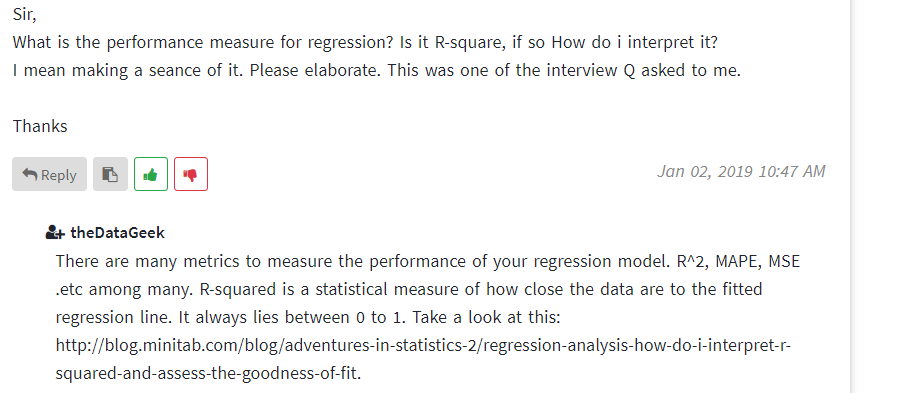 Sir,
What is the performance measure for regression? Is it R-square, if so How do i interpret it?
I mean making a seance of it. Please elaborate. This was one of the interview Q asked to me.
Thanks
Reply
Jan 02, 2019 10:47 AM
theDataGeek
There are many metrics to measure the performance of your regression model. R^2, MAPE, MSE
.etc among many. R-squared is a statistical measure of how close the data are to the fitted
regression line. It always lies between 0 to 1. Take a look at this:
http://blog.minitab.com/blog/adventures-in-statistics-2/regression-analysis-how-do-i-interpret-r-
squared-and-assess-the-goodness-of-fit.